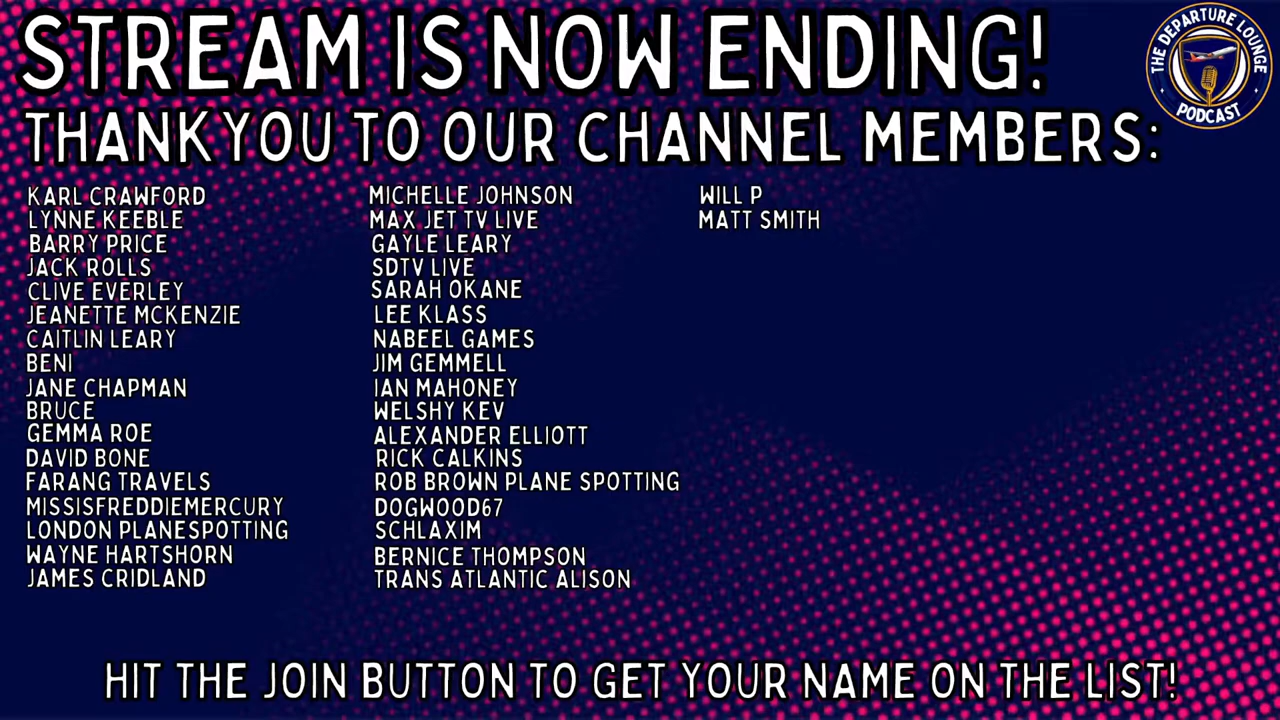 STREAM IS NOW ENDING!
THANKYOU TO OUR CHANNEL MEMBERS:
THE DEPARTURE LOUNGE
PODCAST
KARL CRAWFORD
LYNNE KEEBLE
BARRY PRICE
JACK ROLLS
CLIVE EVERLEY
JEANETTE MCKENZIE
CAITLIN LEARY
BENI
JANE CHAPMAN
BRUCE
GEMMA ROE
DAVID BONE
FARANG TRAVELS
MISSISFREDDIEMERCURY
LONDON PLANESPOTTING
WAYNE HARTSHORN
JAMES CRIDLAND
MICHELLE JOHNSON
MAX JET TV LIVE
GAYLE LEARY
SDTV LIVE
SARAH OKANE
LEE KLASS
NABEEL GAMES
JIM GEMMELL
IAN MAHONEY
WELSHY KEV
ALEXANDER ELLIOTT
RICK CALKINS
ROB BROWN PLANE SPOTTING
DOGWOOD67
SCHLAXIM
BERNICE THOMPSON
TRANS ATLANTIC ALISON
WILL P
MATT SMITH
HIT THE JOIN BUTTON TO GET YOUR NAME ON THE LIST!